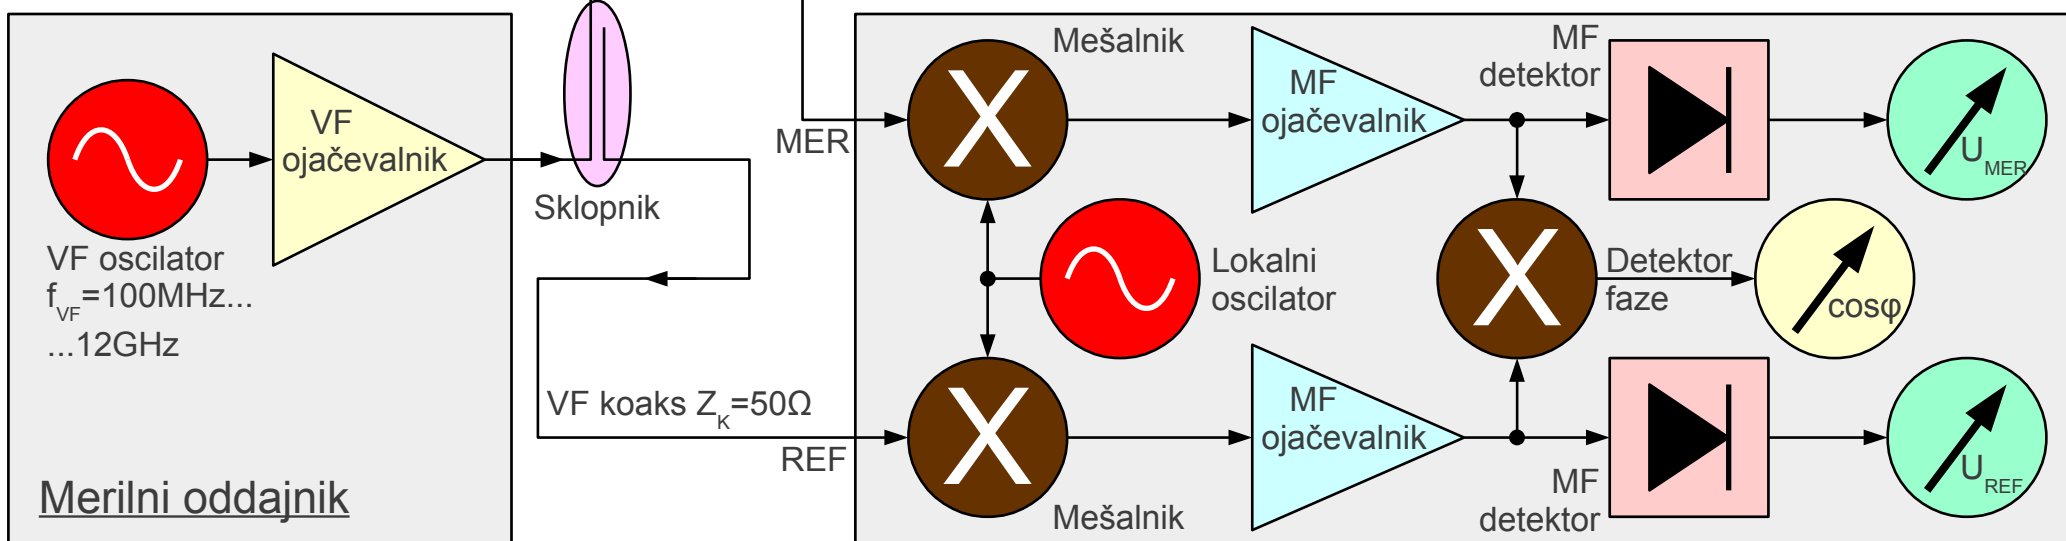 VF
ojačevalnik
VF oscilator
f_VF=100MHz...
...12GHz
Merilni oddajnik
Sklopnik
VF koaks Z_K=50Ω
MER
REF
Mešalnik
X
MF
ojačevalnik
MF
detektor
U_MER
Lokalni
oscilator
X
Detektor
faze
cosφ
X
Mešalnik
MF
ojačevalnik
MF
detektor
U_REF